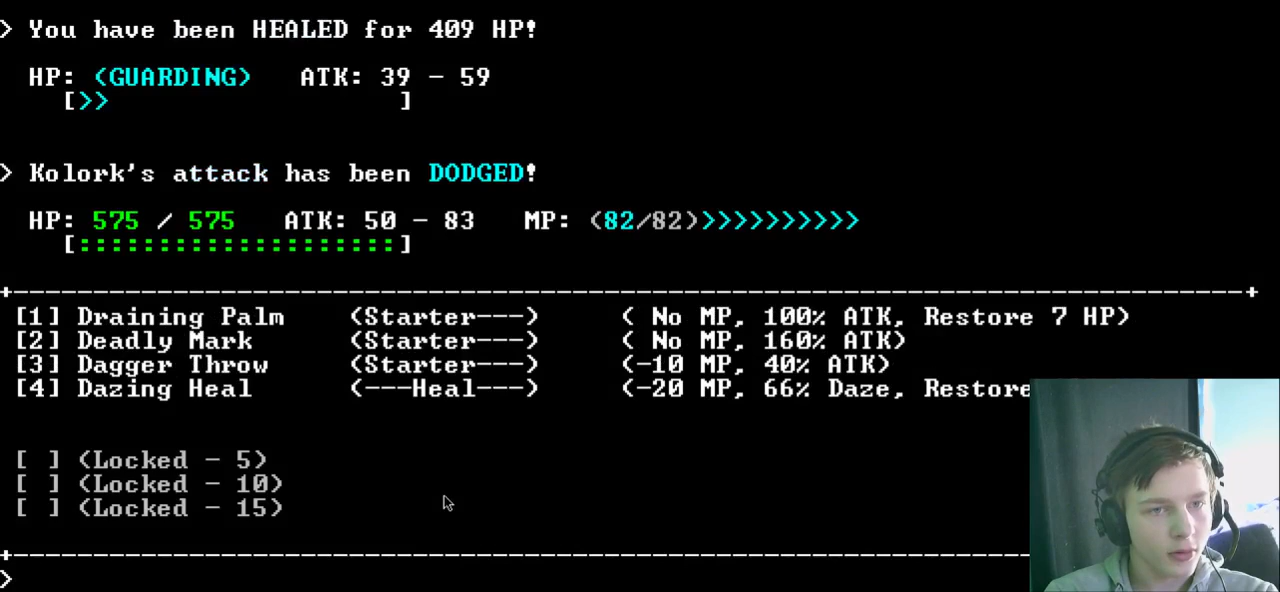 > You have been HEALED for 409 HP!
HP: (GUARDING) ATK: 39 - 59
[>> ]
> Kolork's attack has been DODGED!
HP: 575 / 575 ATK: 50 - 83 MP: (82/82)>>>>>>>>>>
[::::::::::::::::::::]
+------------------------------------------------------------------------------+
[1] Draining Palm (Starter---) ( No MP, 100% ATK, Restore 7 HP)
[2] Deadly Mark (Starter---) ( No MP, 160% ATK)
[3] Dagger Throw (Starter---) (-10 MP, 40% ATK)
[4] Dazing Heal (---Heal---) (-20 MP, 66% Daze, Restore
[ ] (Locked - 5)
[ ] (Locked - 10)
[ ] (Locked - 15)
+----------------------------------------------------------------
>